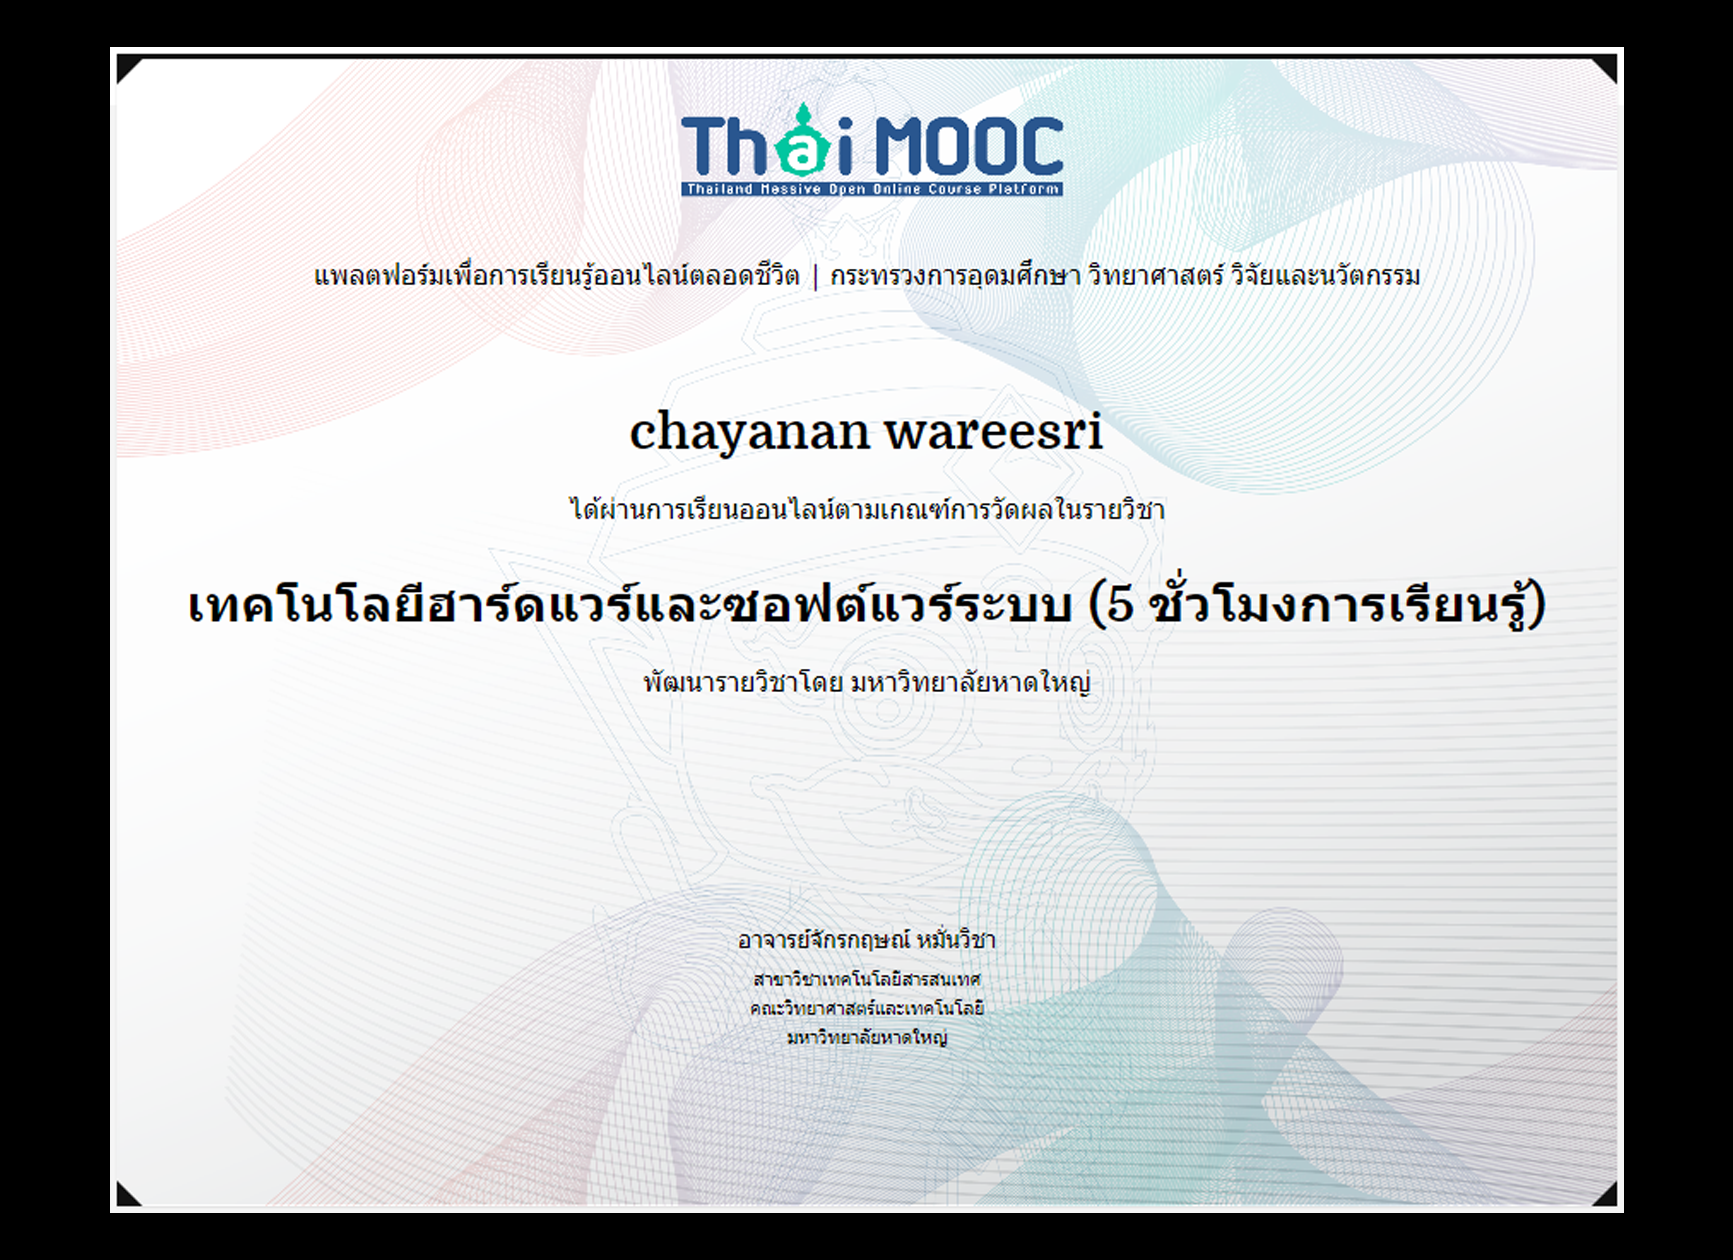 Thai MOOC
Thailand Massive Open Online Course Platform
แพลตฟอร์มเพื่อการเรียนรู้ออนไลน์ตลอดชีวิต | กระทรวงการอุดมศึกษา วิทยาศาสตร์ วิจัยและนวัตกรรม
chayanan wareesri
ได้ผ่านการเรียนออนไลน์ตามเกณฑ์การวัดผลในรายวิชา
เทคโนโลยีฮาร์ดแวร์และซอฟต์แวร์ระบบ (5 ชั่วโมงการเรียนรู้)
พัฒนารายวิชาโดย มหาวิทยาลัยหาดใหญ่
อาจารย์จักรกฤษณ์ หมั่นวิชา
สาขาวิชาเทคโนโลยีสารสนเทศ
คณะวิทยาศาสตร์และเทคโนโลยี
มหาวิทยาลัยหาดใหญ่